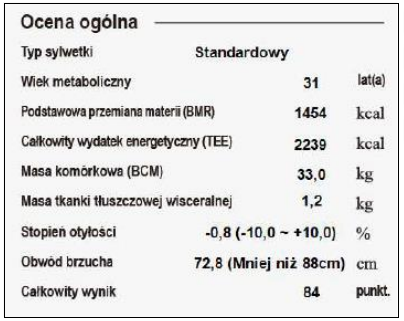 Ocena ogólna
Typ sylwetki Standardowy
Wiek metaboliczny 31 lat(a)
Podstawowa przemiana materii (BMR) 1454 kcal
Całkowity wydatek energetyczny (TEE) 2239 kcal
Masa komórkowa (BCM) 33,0 kg
Masa tkanki tłuszczowej wisceralnej 1,2 kg
Stopień otyłości -0,8 (-10,0 ~ +10,0) %
Obwód brzucha 72,8 (Mniej niż 88cm) cm
Całkowity wynik 84 punkt.